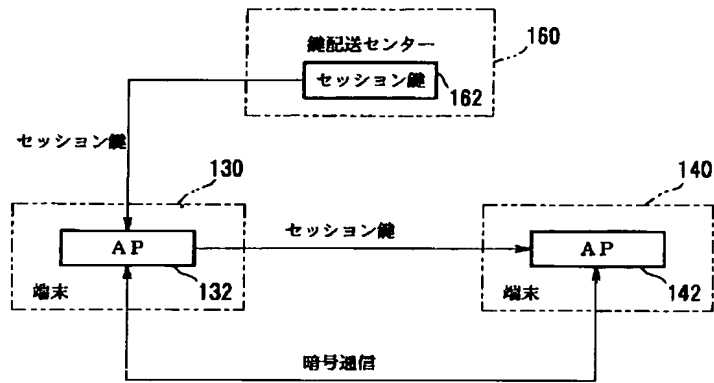 鍵配送センター
160
セッション鍵
162
セッション鍵
130
140
セッション鍵
AP
AP
132
142
端末
端末
暗号通信